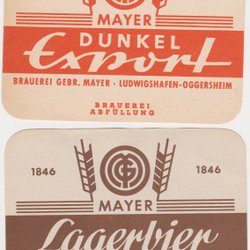 MAYER
DUNKEL
Export
BRAUEREI GEBR. MAYER · LUDWIGSHAFEN-OGGERSHEIM
BRAUEREI
ABFÜLLUNG
1846 1846
MAYER
Lagerbier